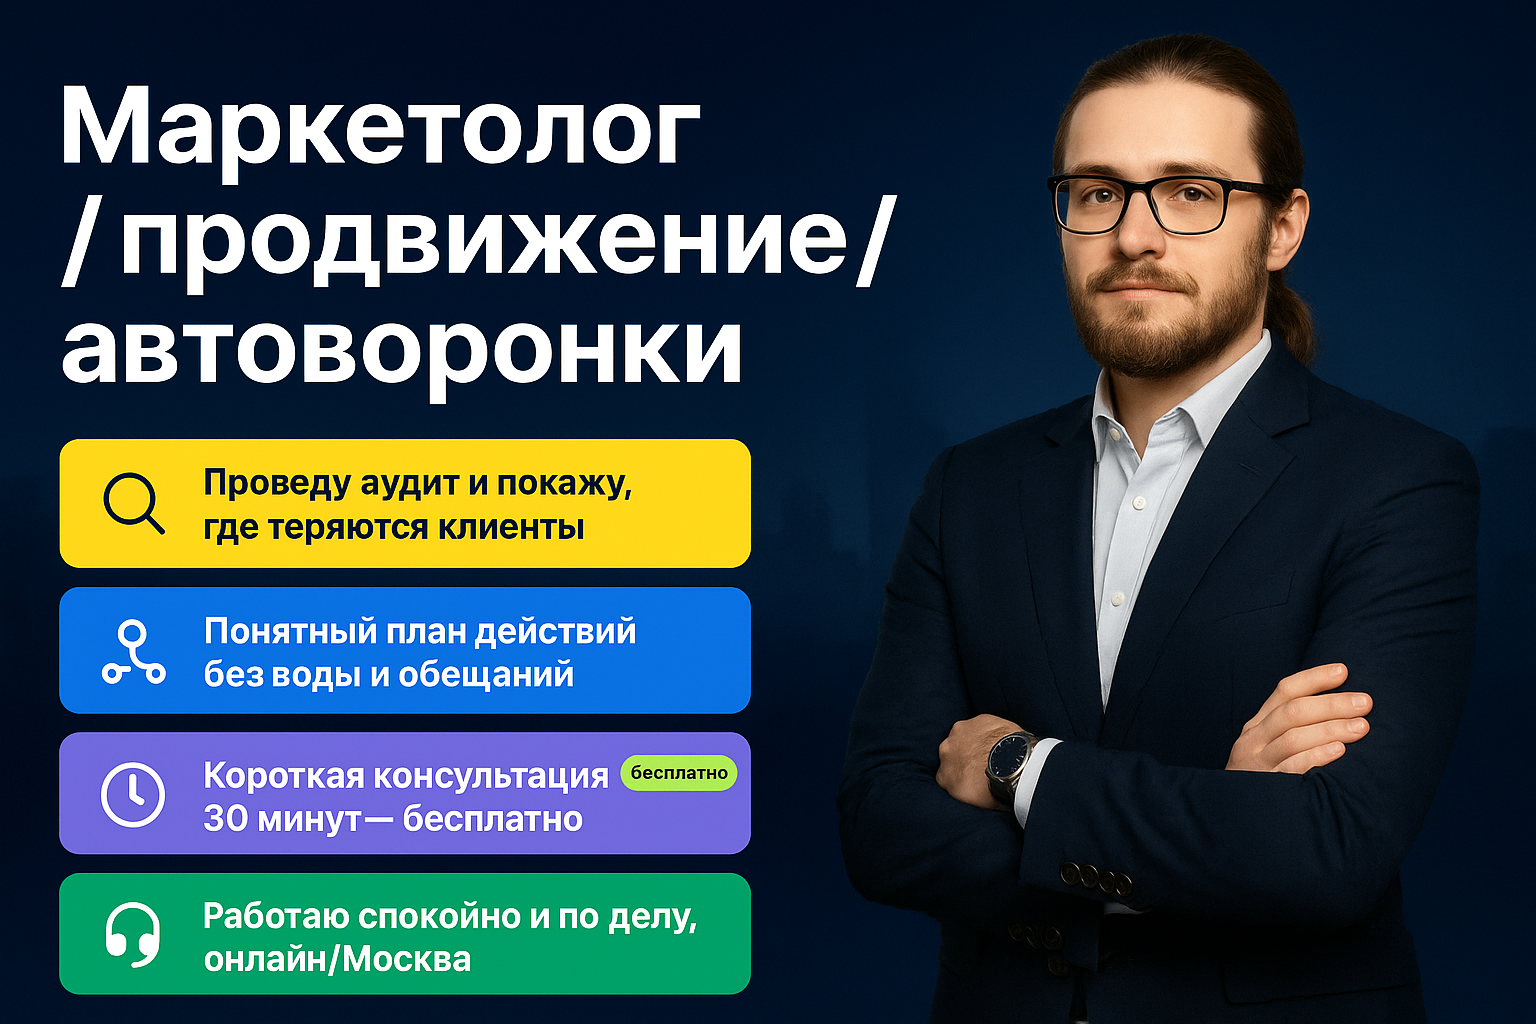 Маркетолог
/ продвижение /
автоворонки
Проведу аудит и покажу,
где теряются клиенты
Понятный план действий
без воды и обещаний
Короткая консультация бесплатно
30 минут— бесплатно
Работаю спокойно и по делу,
онлайн/Москва